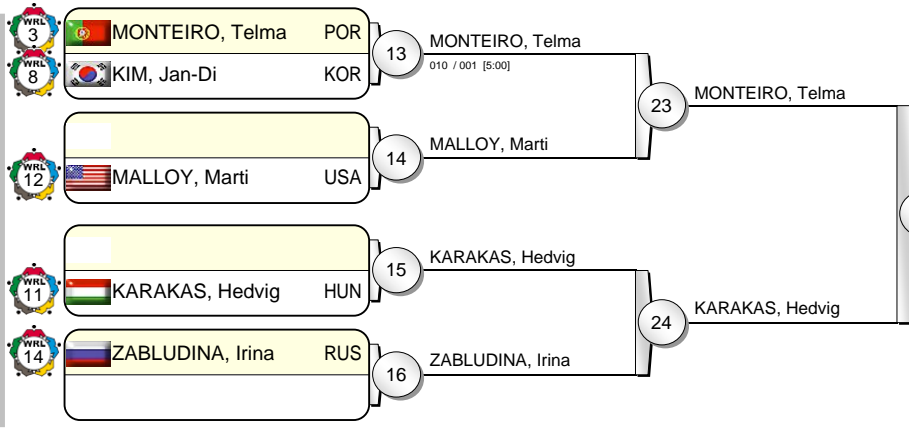 WRL
3
MONTEIRO, Telma POR
WRL
8
KIM, Jan-Di KOR
13
MONTEIRO, Telma
010 / 001 [5:00]
WRL
12
MALLOY, Marti USA
14
MALLOY, Marti
23
MONTEIRO, Telma
WRL
11
KARAKAS, Hedvig HUN
15
KARAKAS, Hedvig
WRL
14
ZABLUDINA, Irina RUS
16
ZABLUDINA, Irina
24
KARAKAS, Hedvig